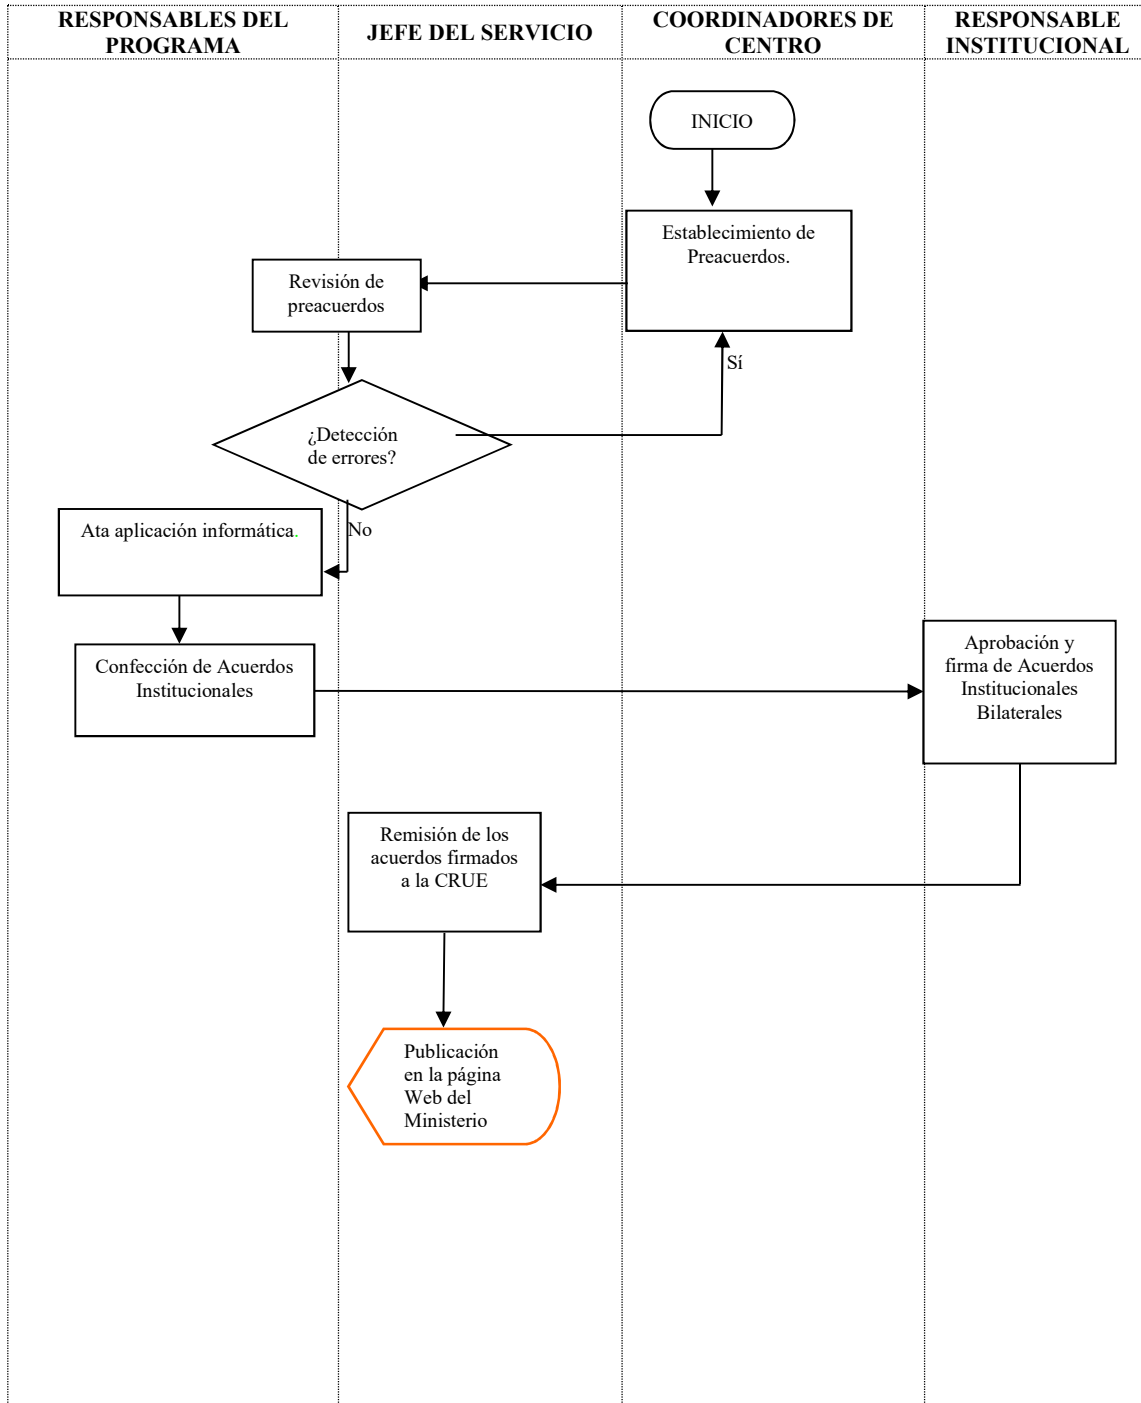 RESPONSABLES DEL
PROGRAMA
JEFE DEL SERVICIO
COORDINADORES DE
CENTRO
RESPONSABLE
INSTITUCIONAL
INICIO
Establecimiento de
Preacuerdos.
Revisión de
preacuerdos
Sí
¿Detección
de errores?
No
Ata aplicación informática.
Confección de Acuerdos
Institucionales
Aprobación y
firma de Acuerdos
Institucionales
Bilaterales
Remisión de los
acuerdos firmados
a la CRUE
Publicación
en la página
Web del
Ministerio